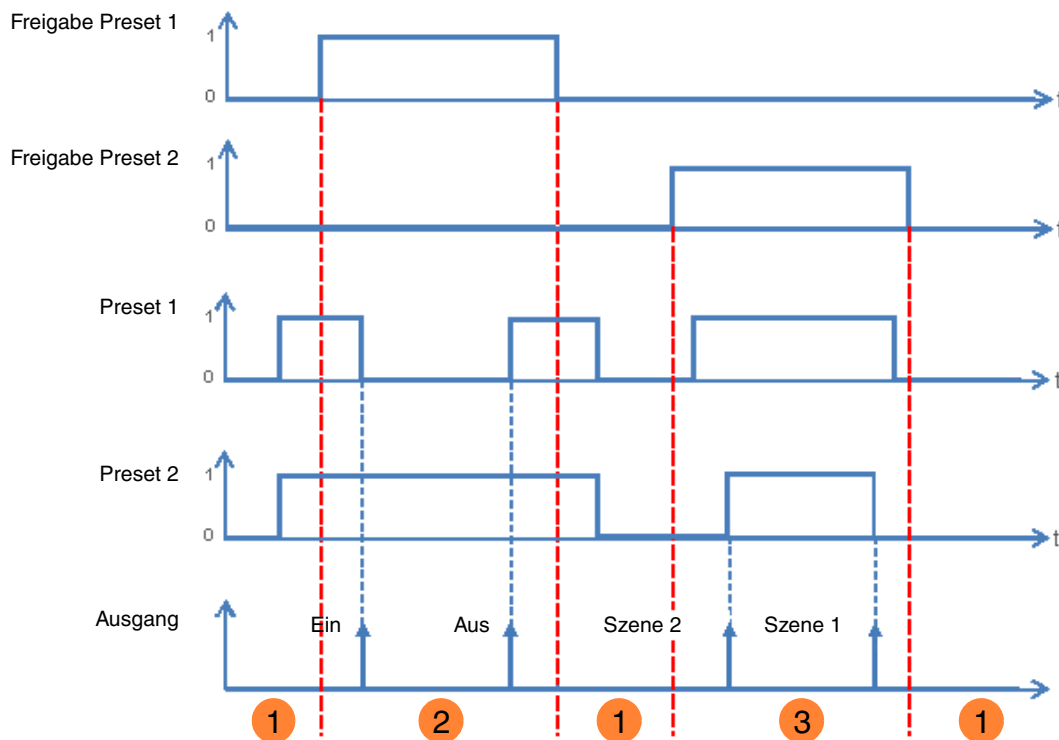 Freigabe Preset 1
1
0
t
Freigabe Preset 2
1
0
t
Preset 1
1
0
t
Preset 2
1
0
t
Ausgang
Ein
Aus
Szene 2
Szene 1
t
1
2
1
3
1